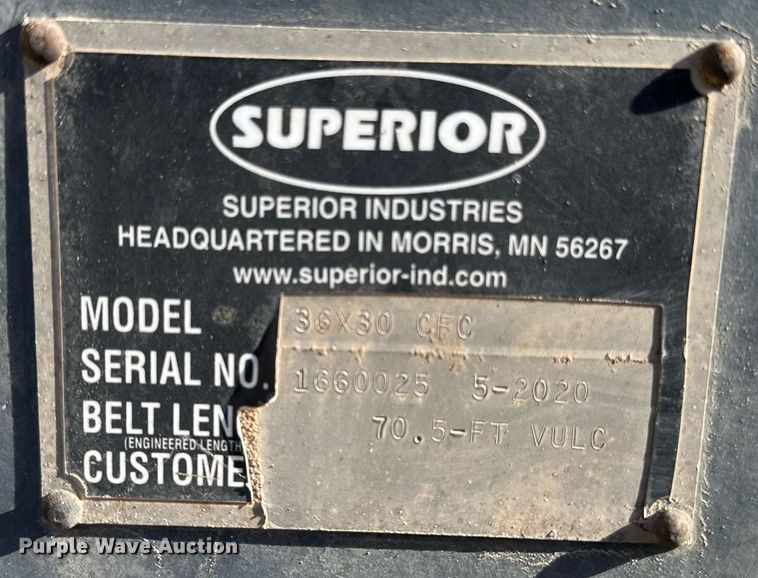 SUPERIOR
SUPERIOR INDUSTRIES
HEADQUARTERED IN MORRIS, MN 56267
www.superior-ind.com
MODEL 36X30 CFC
SERIAL NO. 1660025 5-2020
BELT LENG 70.5-FT VULC
(ENGINEERED LENGTH
CUSTOME
Purple Wave Auction